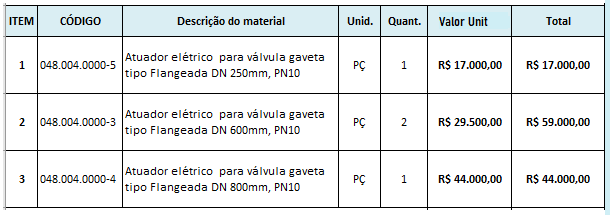 ITEM CÓDIGO Descrição do material Unid. Quant. Valor Unit Total
1 048.004.0000-5 Atuador elétrico para válvula gaveta tipo Flangeada DN 250mm, PN10 PÇ 1 R$ 17.000,00 R$ 17.000,00
2 048.004.0000-3 Atuador elétrico para válvula gaveta tipo Flangeada DN 600mm, PN10 PÇ 2 R$ 29.500,00 R$ 59.000,00
3 048.004.0000-4 Atuador elétrico para válvula gaveta tipo Flangeada DN 800mm, PN10 PÇ 1 R$ 44.000,00 R$ 44.000,00